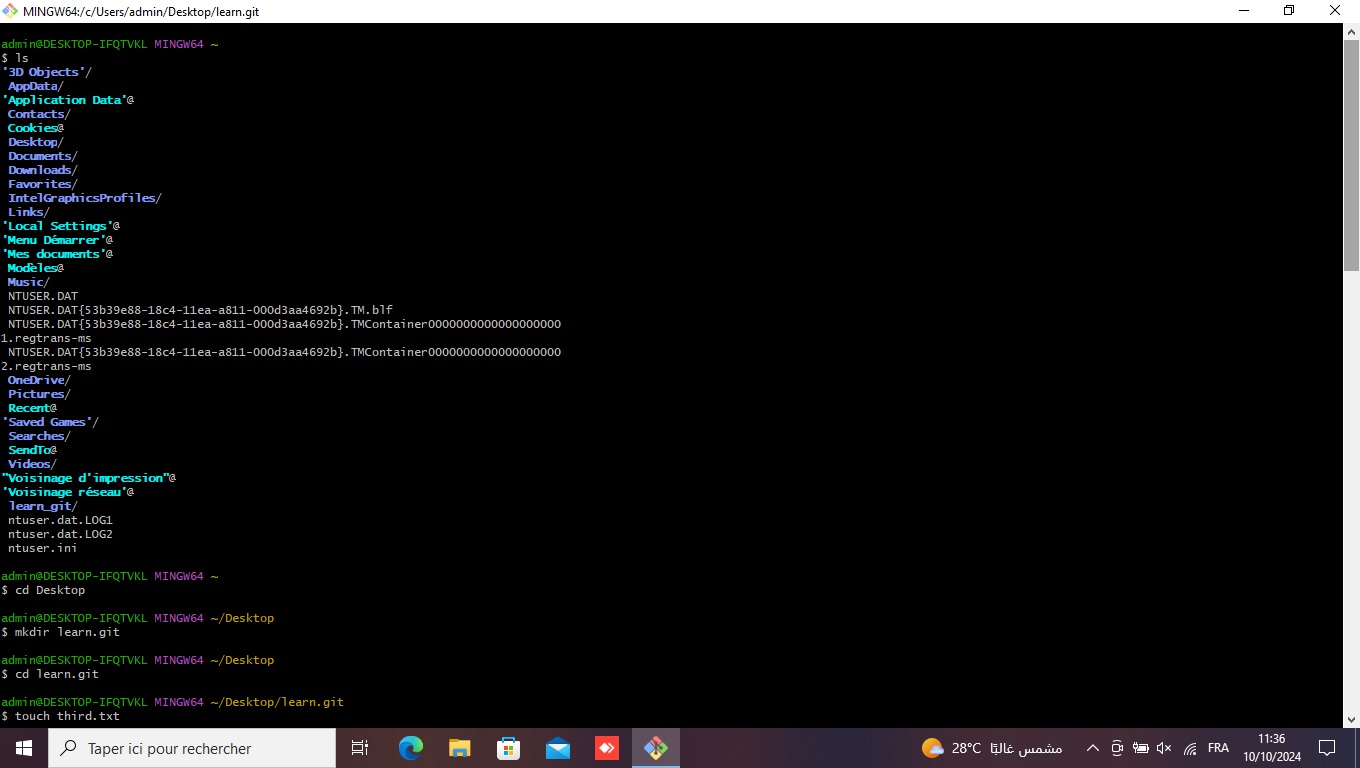 MINGW64:/c/Users/admin/Desktop/learn.git
admin@DESKTOP-IFQTVKL MINGW64 ~
$ ls
'3D Objects'/
AppData/
'Application Data'@
Contacts/
Cookies@
Desktop/
Documents/
Downloads/
Favorites/
IntelGraphicsProfiles/
Links/
'Local Settings'@
'Menu Démarrer'@
'Mes documents'@
Modèles@
Music/
NTUSER.DAT
NTUSER.DAT{53b39e88-18c4-11ea-a811-000d3aa4692b}.TM.blf
NTUSER.DAT{53b39e88-18c4-11ea-a811-000d3aa4692b}.TMContainer0000000000000000000
1.regtrans-ms
NTUSER.DAT{53b39e88-18c4-11ea-a811-000d3aa4692b}.TMContainer0000000000000000000
2.regtrans-ms
OneDrive/
Pictures/
Recent@
'Saved Games'/
Searches/
SendTo@
Videos/
"Voisinage d'impression"@
'Voisinage réseau'@
learn_git/
ntuser.dat.LOG1
ntuser.dat.LOG2
ntuser.ini
admin@DESKTOP-IFQTVKL MINGW64 ~
$ cd Desktop
admin@DESKTOP-IFQTVKL MINGW64 ~/Desktop
$ mkdir learn.git
admin@DESKTOP-IFQTVKL MINGW64 ~/Desktop
$ cd learn.git
admin@DESKTOP-IFQTVKL MINGW64 ~/Desktop/learn.git
$ touch third.txt
Taper ici pour rechercher
28°C مشمس غالبًا
FRA
11:36
10/10/2024